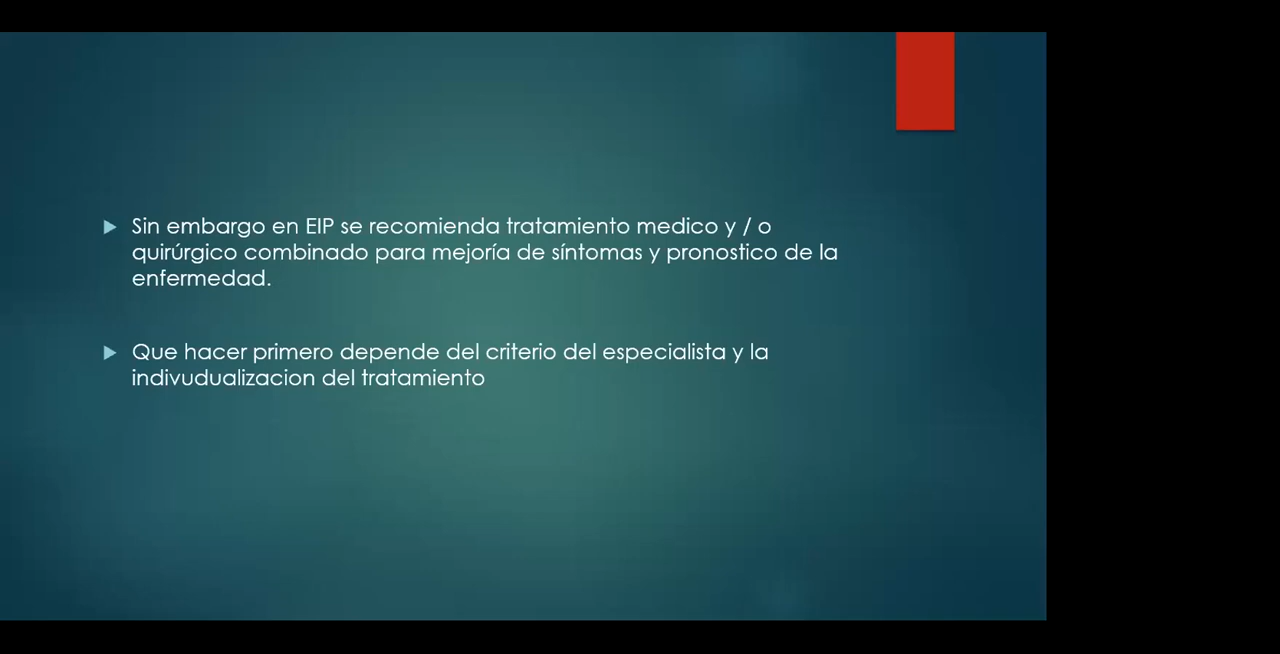 Sin embargo en EIP se recomienda tratamiento medico y / o
quirúrgico combinado para mejoría de síntomas y pronostico de la
enfermedad.
Que hacer primero depende del criterio del especialista y la
indivudualizacion del tratamiento